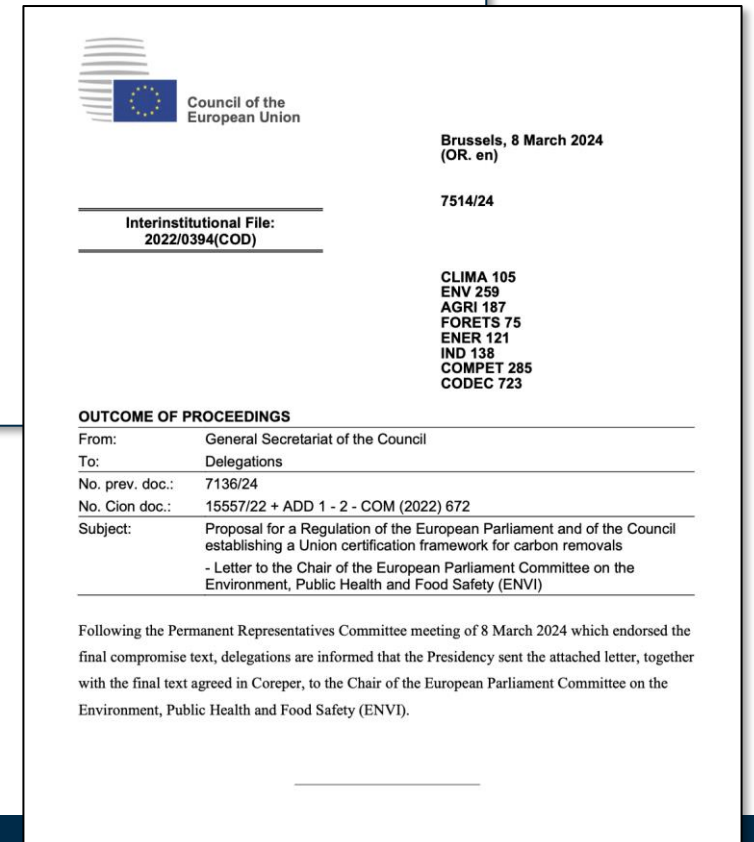 Council of the
European Union
Brussels, 8 March 2024
(OR. en)
7514/24
Interinstitutional File:
2022/0394(COD)
CLIMA 105
ENV 259
AGRI 187
FORETS 75
ENER 121
IND 138
COMPET 285
CODEC 723
OUTCOME OF PROCEEDINGS
From: General Secretariat of the Council
To: Delegations
No. prev. doc.: 7136/24
No. Cion doc.: 15557/22 + ADD 1 - 2 - COM (2022) 672
Subject: Proposal for a Regulation of the European Parliament and of the Council
establishing a Union certification framework for carbon removals
- Letter to the Chair of the European Parliament Committee on the
Environment, Public Health and Food Safety (ENVI)
Following the Permanent Representatives Committee meeting of 8 March 2024 which endorsed the
final compromise text, delegations are informed that the Presidency sent the attached letter, together
with the final text agreed in Coreper, to the Chair of the European Parliament Committee on the
Environment, Public Health and Food Safety (ENVI).